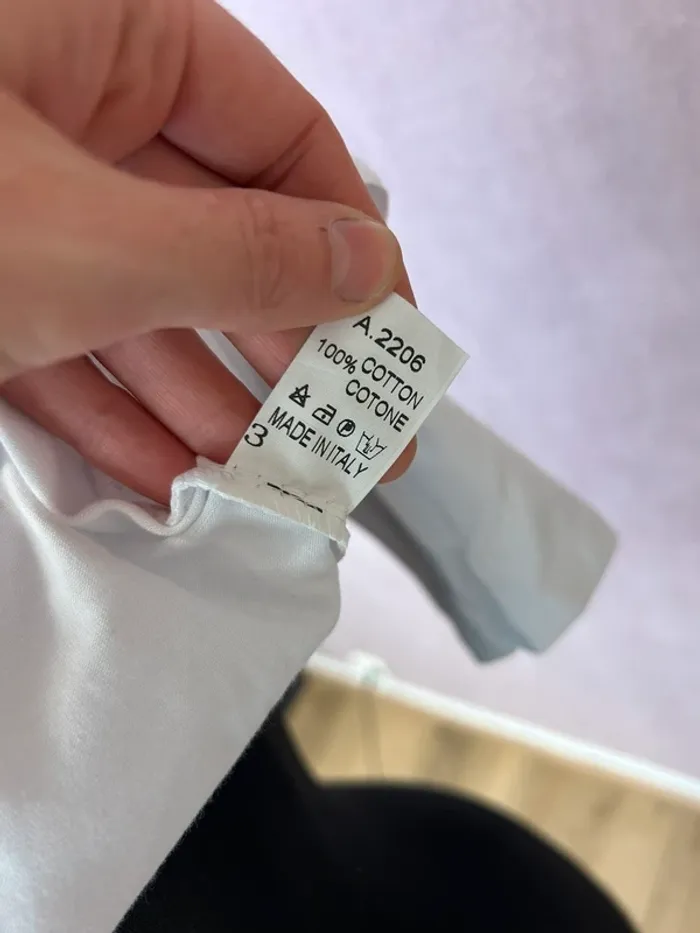 A.2206
100% COTTON
COTONE
MADE IN ITALY
3